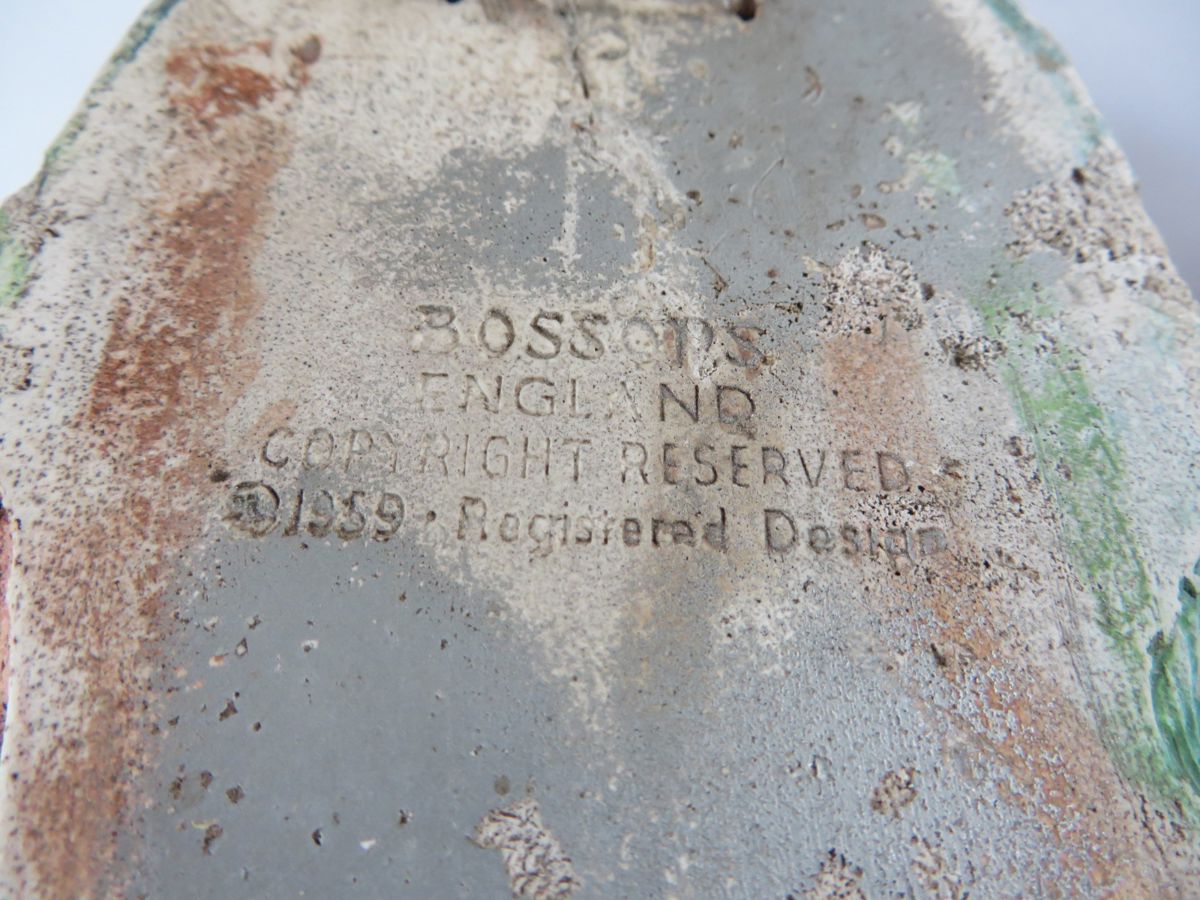 BOSSONS
ENGLAND
COPYRIGHT RESERVED
©1959 • Registered Design